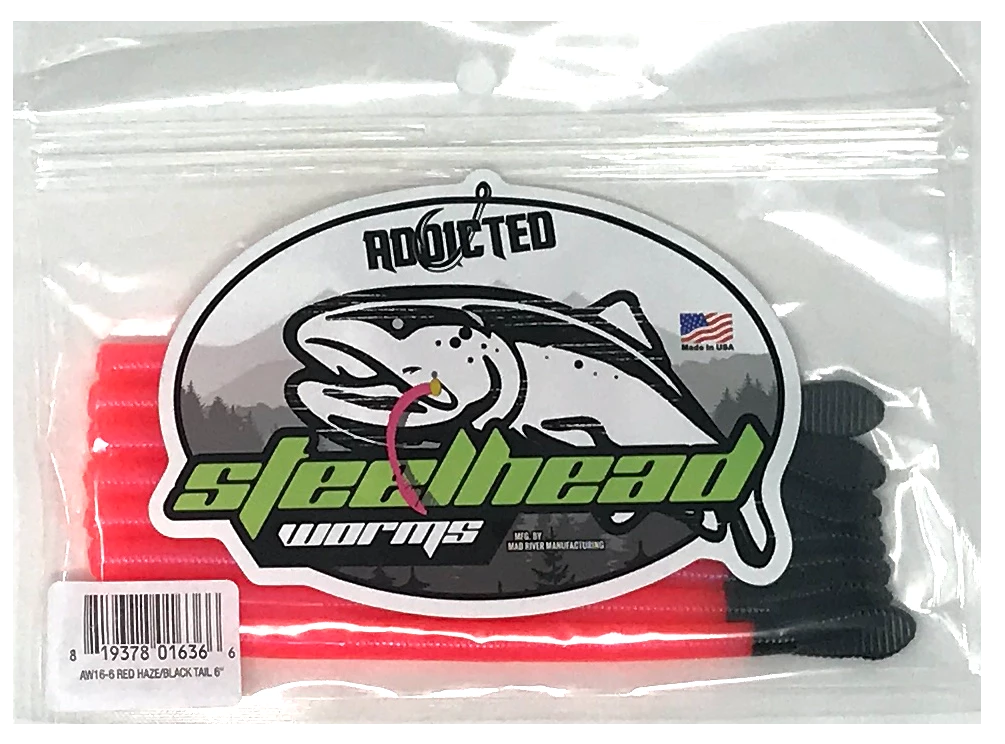 ADDICTED
Made In USA
steelhead
worms
MFG. BY
MAD RIVER MANUFACTURING
8 19378 01636 6
AW16-6 RED HAZE/BLACK TAIL 6"